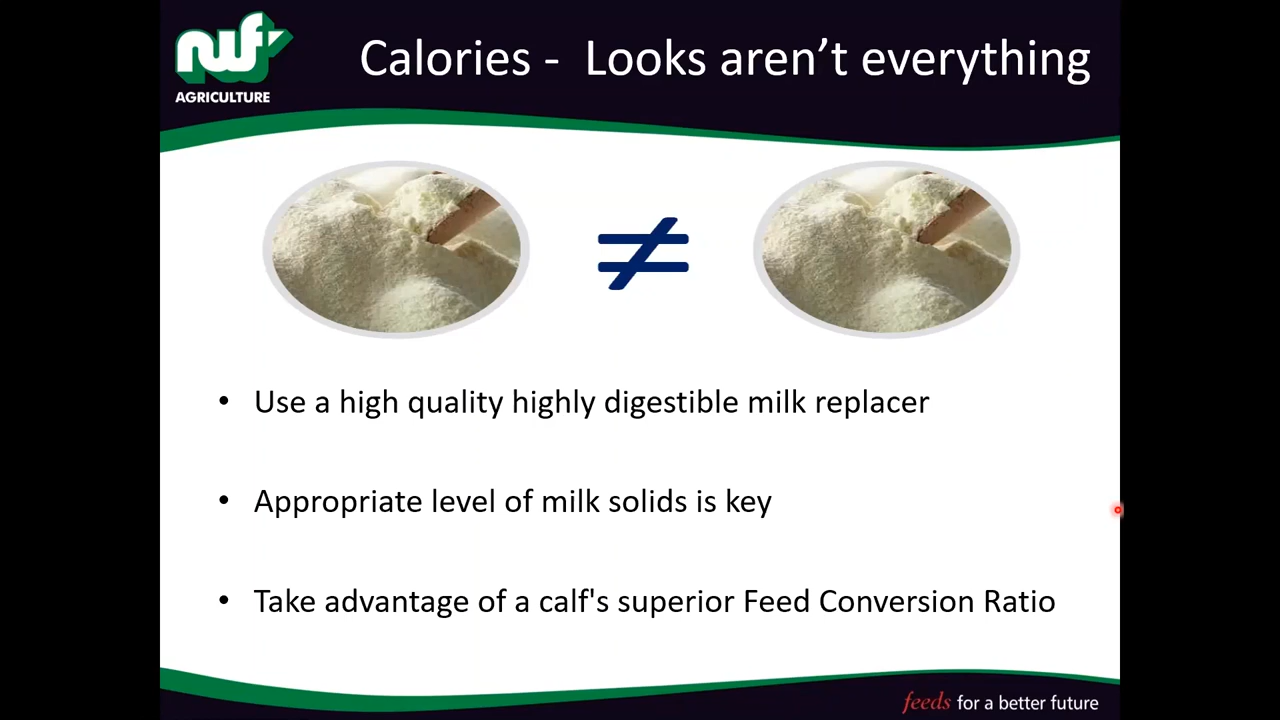 nwf
AGRICULTURE
Calories -  Looks aren’t everything
≠
• Use a high quality highly digestible milk replacer
• Appropriate level of milk solids is key
• Take advantage of a calf's superior Feed Conversion Ratio
feeds for a better future